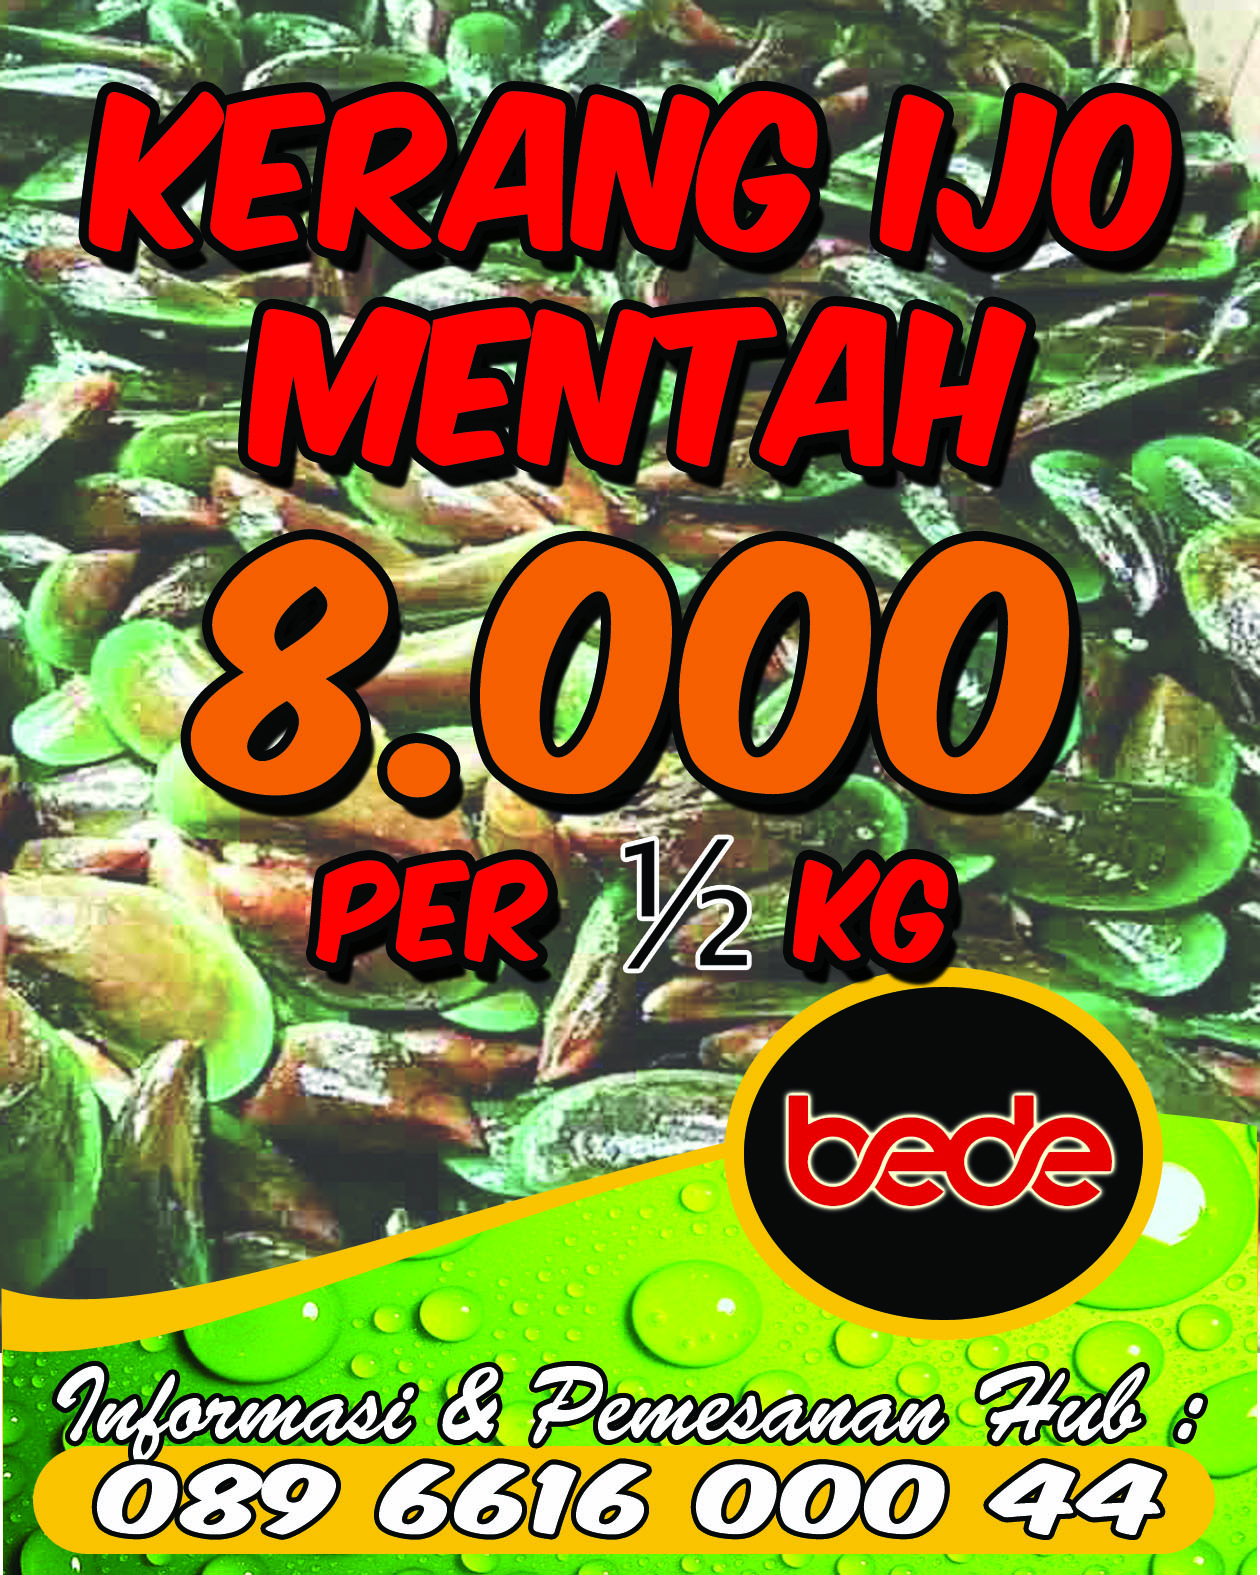 KERANG IJO
MENTAH
8.000
PER ½ KG
bede
Informasi & Pemesanan Hub :
089 6616 000 44